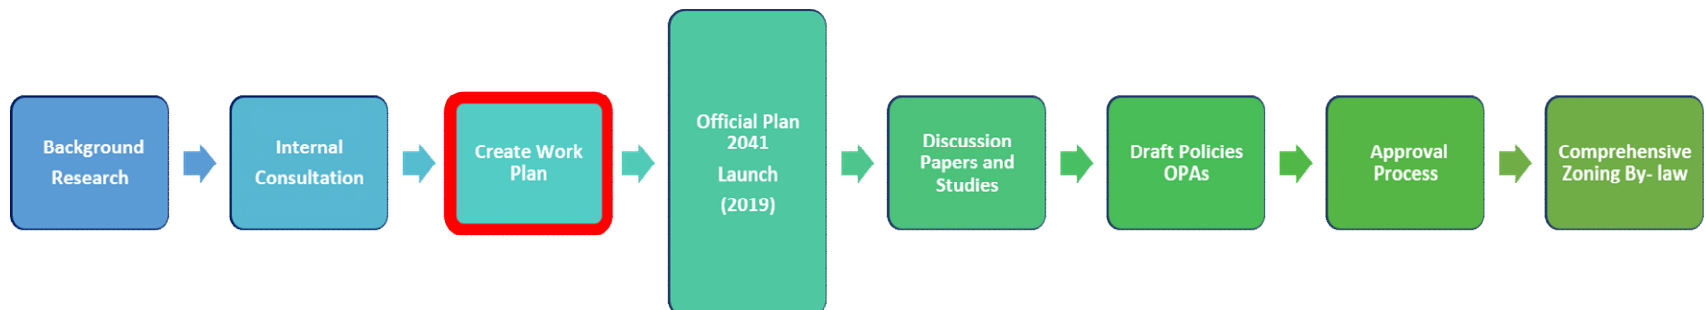 Background
Research
Internal
Consultation
Create Work
Plan
Official Plan
2041
Launch
(2019)
Discussion
Papers and
Studies
Draft Policies
OPAs
Approval
Process
Comprehensive
Zoning By- law